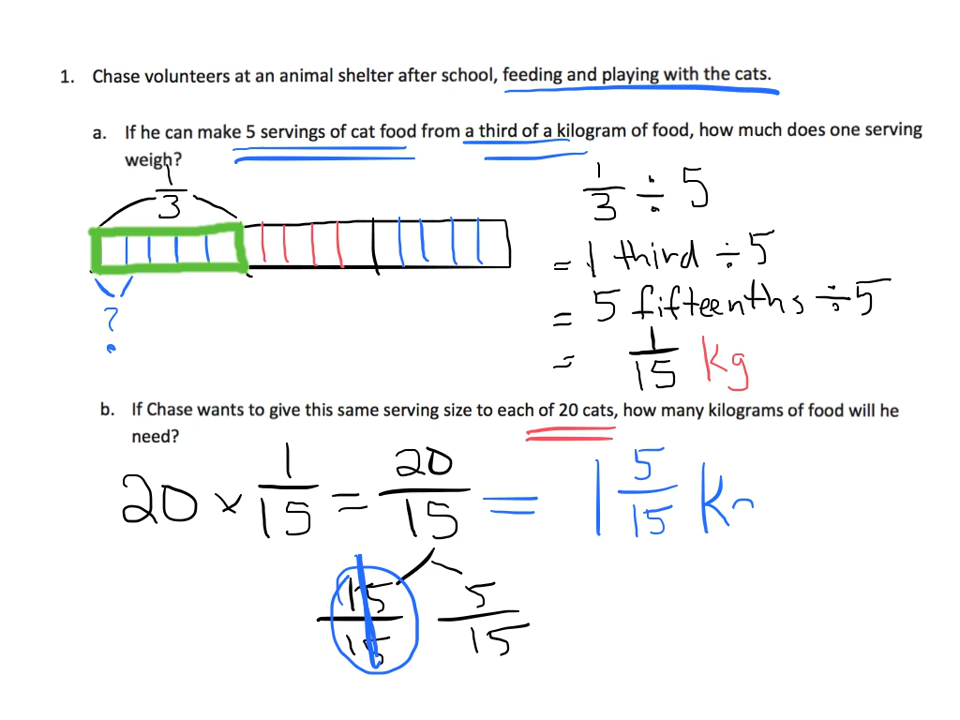 1. Chase volunteers at an animal shelter after school, feeding and playing with the cats.
a. If he can make 5 servings of cat food from a third of a kilogram of food, how much does one serving
weigh?
1/3
?
1/3 ÷ 5
= 1 third ÷ 5
= 5 fifteenths ÷ 5
= 1/15 kg
b. If Chase wants to give this same serving size to each of 20 cats, how many kilograms of food will he
need?
20 × 1/15 = 20/15 = 1 5/15 K
15/15 5/15